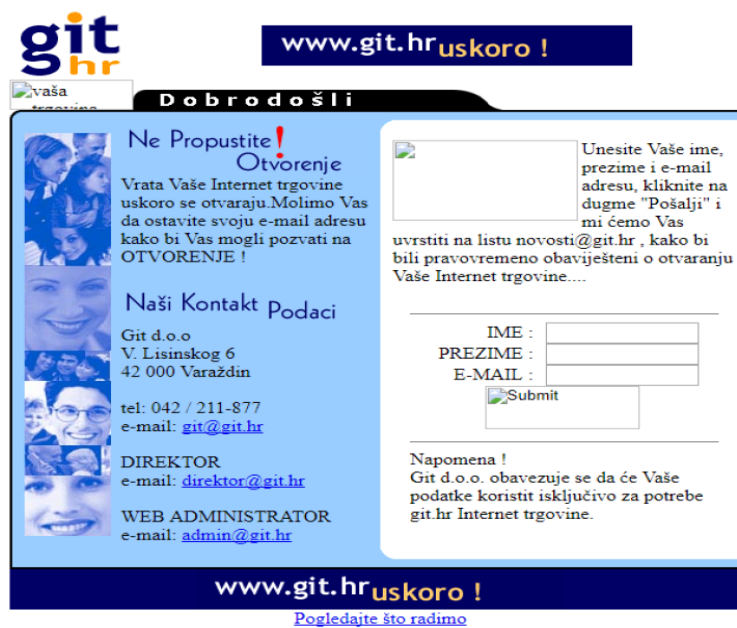 git
hr
www.git.hr uskoro !
vaša
trgovine
Dobrodošli
Ne Propustite!
Otvorenje
Vrata Vaše Internet trgovine
uskoro se otvaraju.Molimo Vas
da ostavite svoju e-mail adresu
kako bi Vas mogli pozvati na
OTVORENJE !
Naši Kontakt Podaci
Git d.o.o
V. Lisinskog 6
42 000 Varaždin
tel: 042 / 211-877
e-mail: git@git.hr
DIREKTOR
e-mail: direktor@git.hr
WEB ADMINISTRATOR
e-mail: admin@git.hr
Unesite Vaše ime,
prezime i e-mail
adresu, kliknite na
dugme "Pošalji" i
mi ćemo Vas
uvrstiti na listu novosti@git.hr , kako bi
bili pravovremeno obaviješteni o otvaranju
Vaše Internet trgovine....
IME :
PREZIME :
E-MAIL :
Submit
Napomena !
Git d.o.o. obavezuje se da će Vaše
podatke koristit isključivo za potrebe
git.hr Internet trgovine.
www.git.hr uskoro !
Pogledajte što radimo